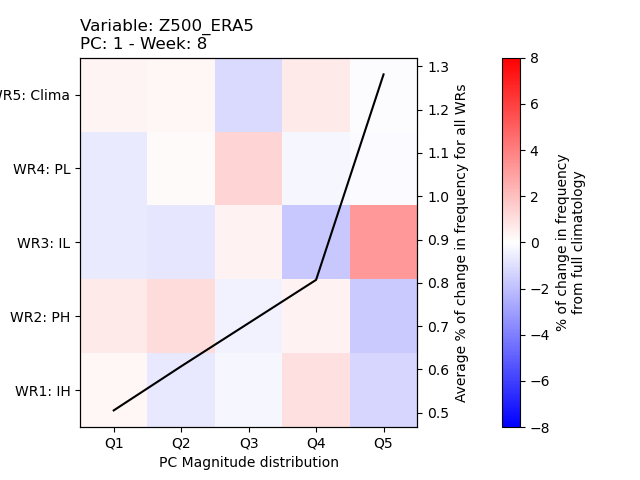 Variable: Z500_ERA5
PC: 1 - Week: 8
WR5: Clima
WR4: PL
WR3: IL
WR2: PH
WR1: IH
Q1 Q2 Q3 Q4 Q5
PC Magnitude distribution
1.3
1.2
1.1
1.0
0.9
0.8
0.7
0.6
0.5
Average % of change in frequency for all WRs
8
6
4
2
0
−2
−4
−6
−8
% of change in frequency
from full climatology